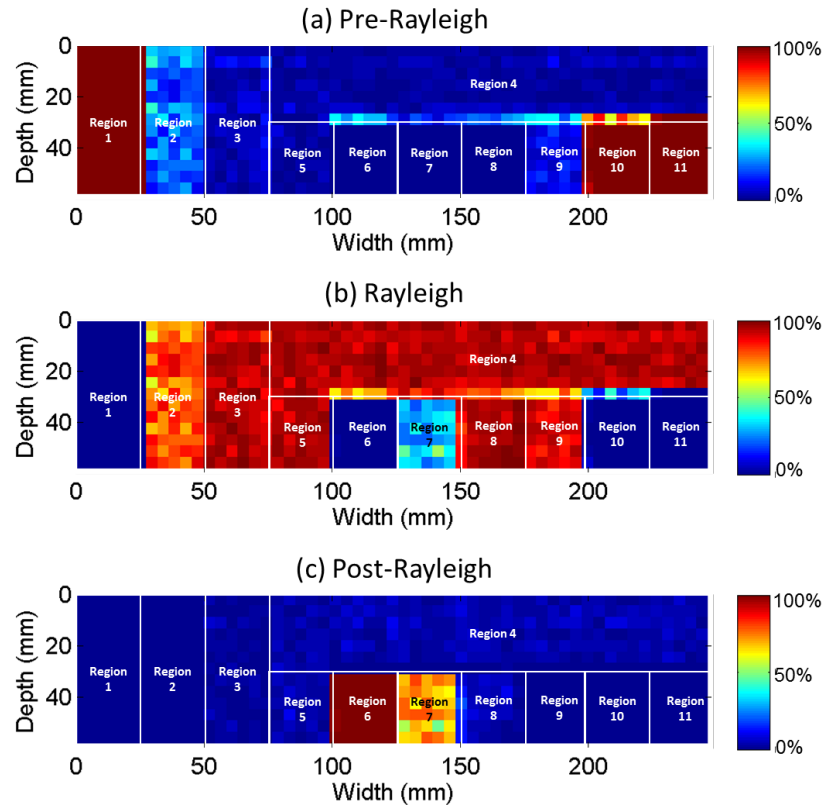 (a) Pre-Rayleigh
0
20
40
Depth (mm)
Region 1
Region 2
Region 3
Region 4
Region 5
Region 6
Region 7
Region 8
Region 9
Region 10
Region 11
0 50 100 150 200
Width (mm)
100%
50%
0%
(b) Rayleigh
0
20
40
Depth (mm)
Region 1
Region 2
Region 3
Region 4
Region 5
Region 6
Region 7
Region 8
Region 9
Region 10
Region 11
0 50 100 150 200
Width (mm)
100%
50%
0%
(c) Post-Rayleigh
0
20
40
Depth (mm)
Region 1
Region 2
Region 3
Region 4
Region 5
Region 6
Region 7
Region 8
Region 9
Region 10
Region 11
0 50 100 150 200
Width (mm)
100%
50%
0%